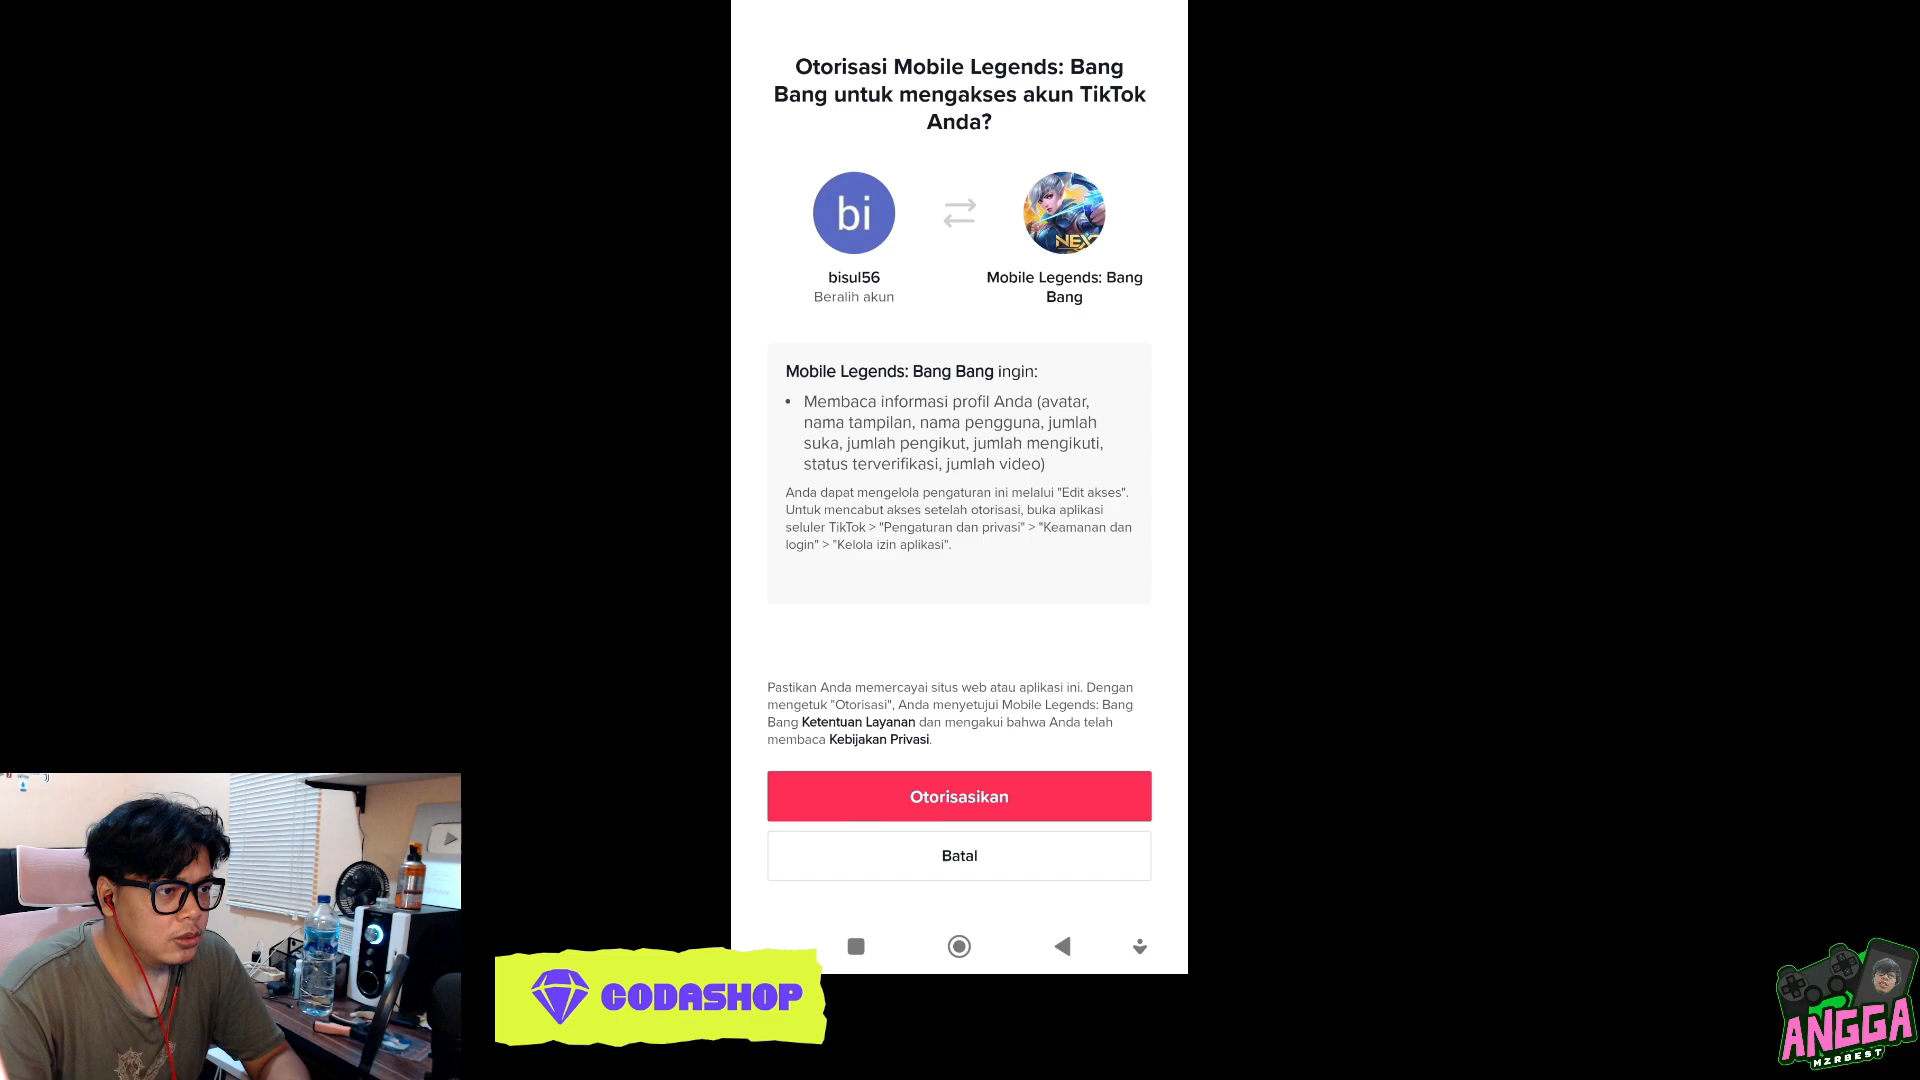 Otorisasi Mobile Legends: Bang
Bang untuk mengakses akun TikTok
Anda?
bi
NEXT
bisul56
Beralih akun
Mobile Legends: Bang
Bang
Mobile Legends: Bang Bang ingin:
• Membaca informasi profil Anda (avatar,
nama tampilan, nama pengguna, jumlah
suka, jumlah pengikut, jumlah mengikuti,
status terverifikasi, jumlah video)
Anda dapat mengelola pengaturan ini melalui "Edit akses".
Untuk mencabut akses setelah otorisasi, buka aplikasi
seluler TikTok > "Pengaturan dan privasi" > "Keamanan dan
login" > "Kelola izin aplikasi".
Pastikan Anda memercayai situs web atau aplikasi ini. Dengan
mengetuk "Otorisasi", Anda menyetujui Mobile Legends: Bang
Bang Ketentuan Layanan dan mengakui bahwa Anda telah
membaca Kebijakan Privasi.
Otorisasikan
Batal
CODASHOP
ANGGA
MZRBEST